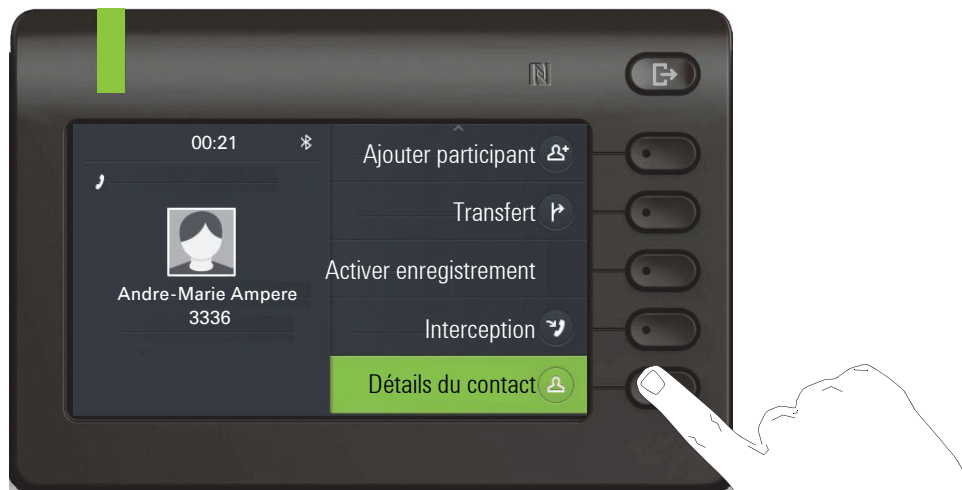 00:21
Andre-Marie Ampere
3336
Ajouter participant
Transfert
Activer enregistrement
Interception
Détails du contact